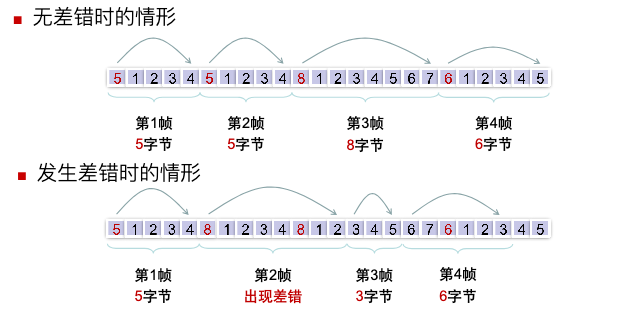 无差错时的情形
5 1 2 3 4 5 1 2 3 4 8 1 2 3 4 5 6 7 6 1 2 3 4 5
第1帧 第2帧 第3帧 第4帧
5字节 5字节 8字节 6字节
发生差错时的情形
5 1 2 3 4 8 1 2 3 4 8 1 2 3 4 5 6 7 6 1 2 3 4 5
第1帧 第2帧 第3帧 第4帧
5字节 出现差错 3字节 6字节